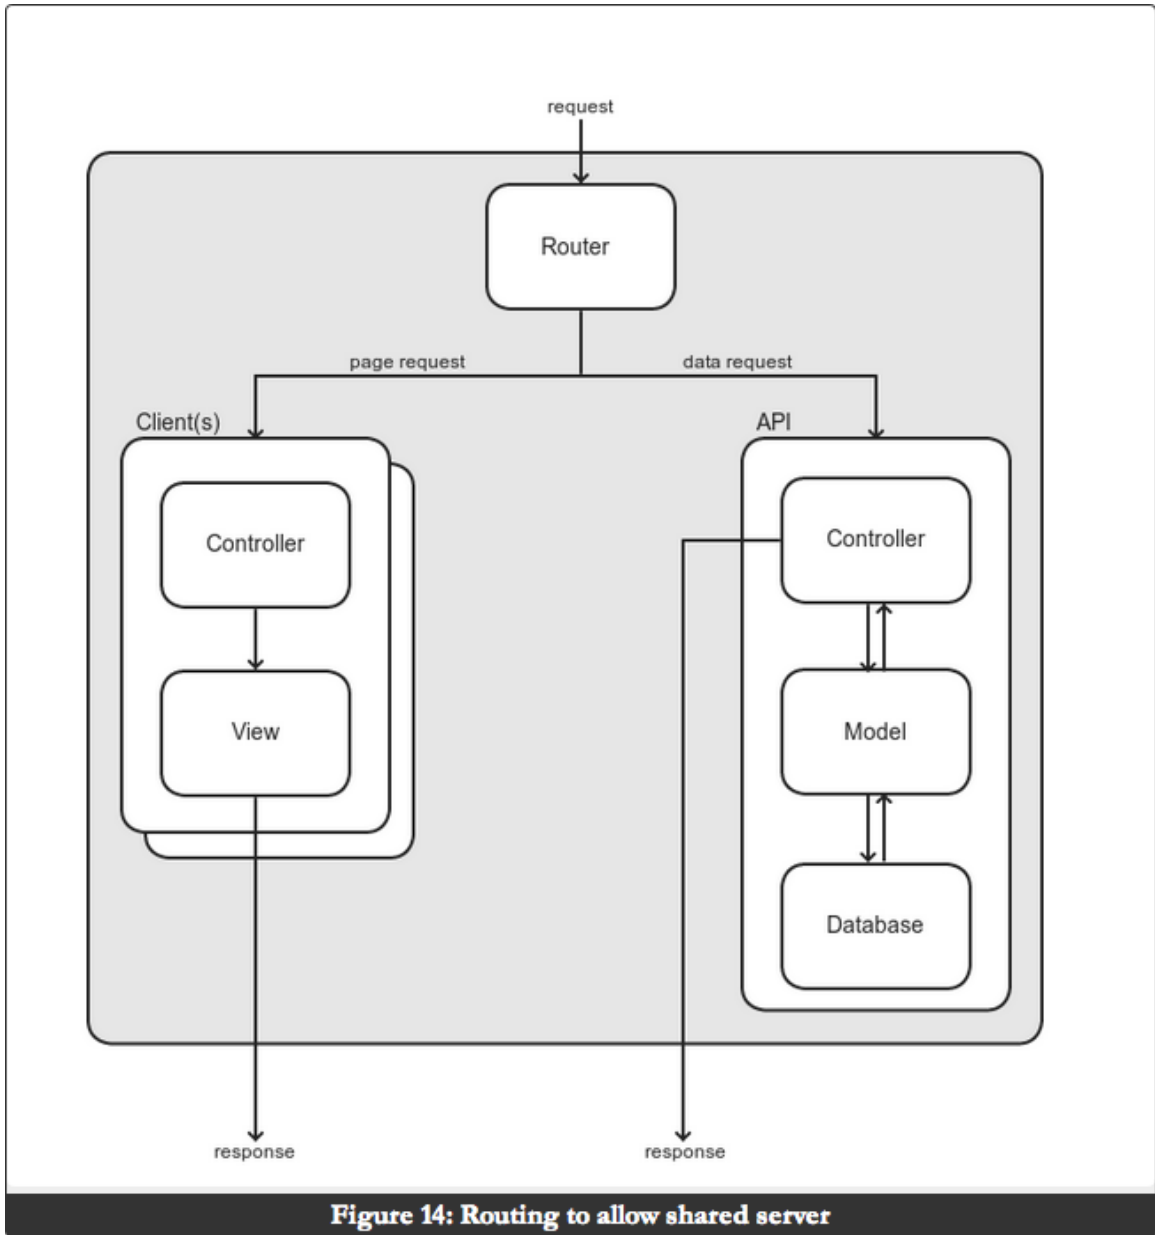 request
Router
page request
data request
Client(s)
API
Controller
Controller
View
Model
Database
response
response
Figure 14: Routing to allow shared server